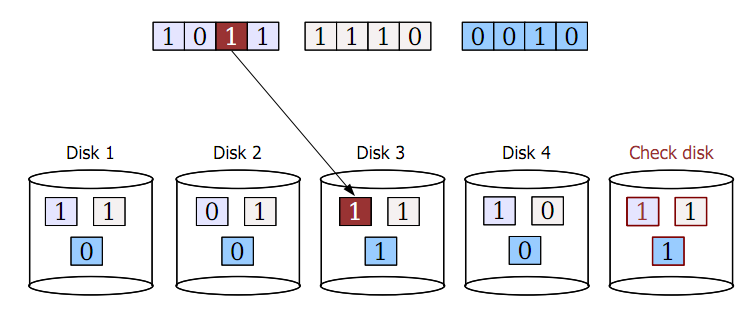 1 0 1 1 1 1 1 0 0 0 1 0
Disk 1 Disk 2 Disk 3 Disk 4 Check disk
1 1 0 1 1 1 1 0 1 1
0 0 1 0 1